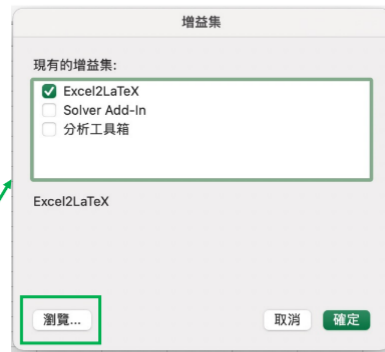 增益集
現有的增益集:
Excel2LaTeX
Solver Add-In
分析工具箱
Excel2LaTeX
瀏覽... 取消 確定